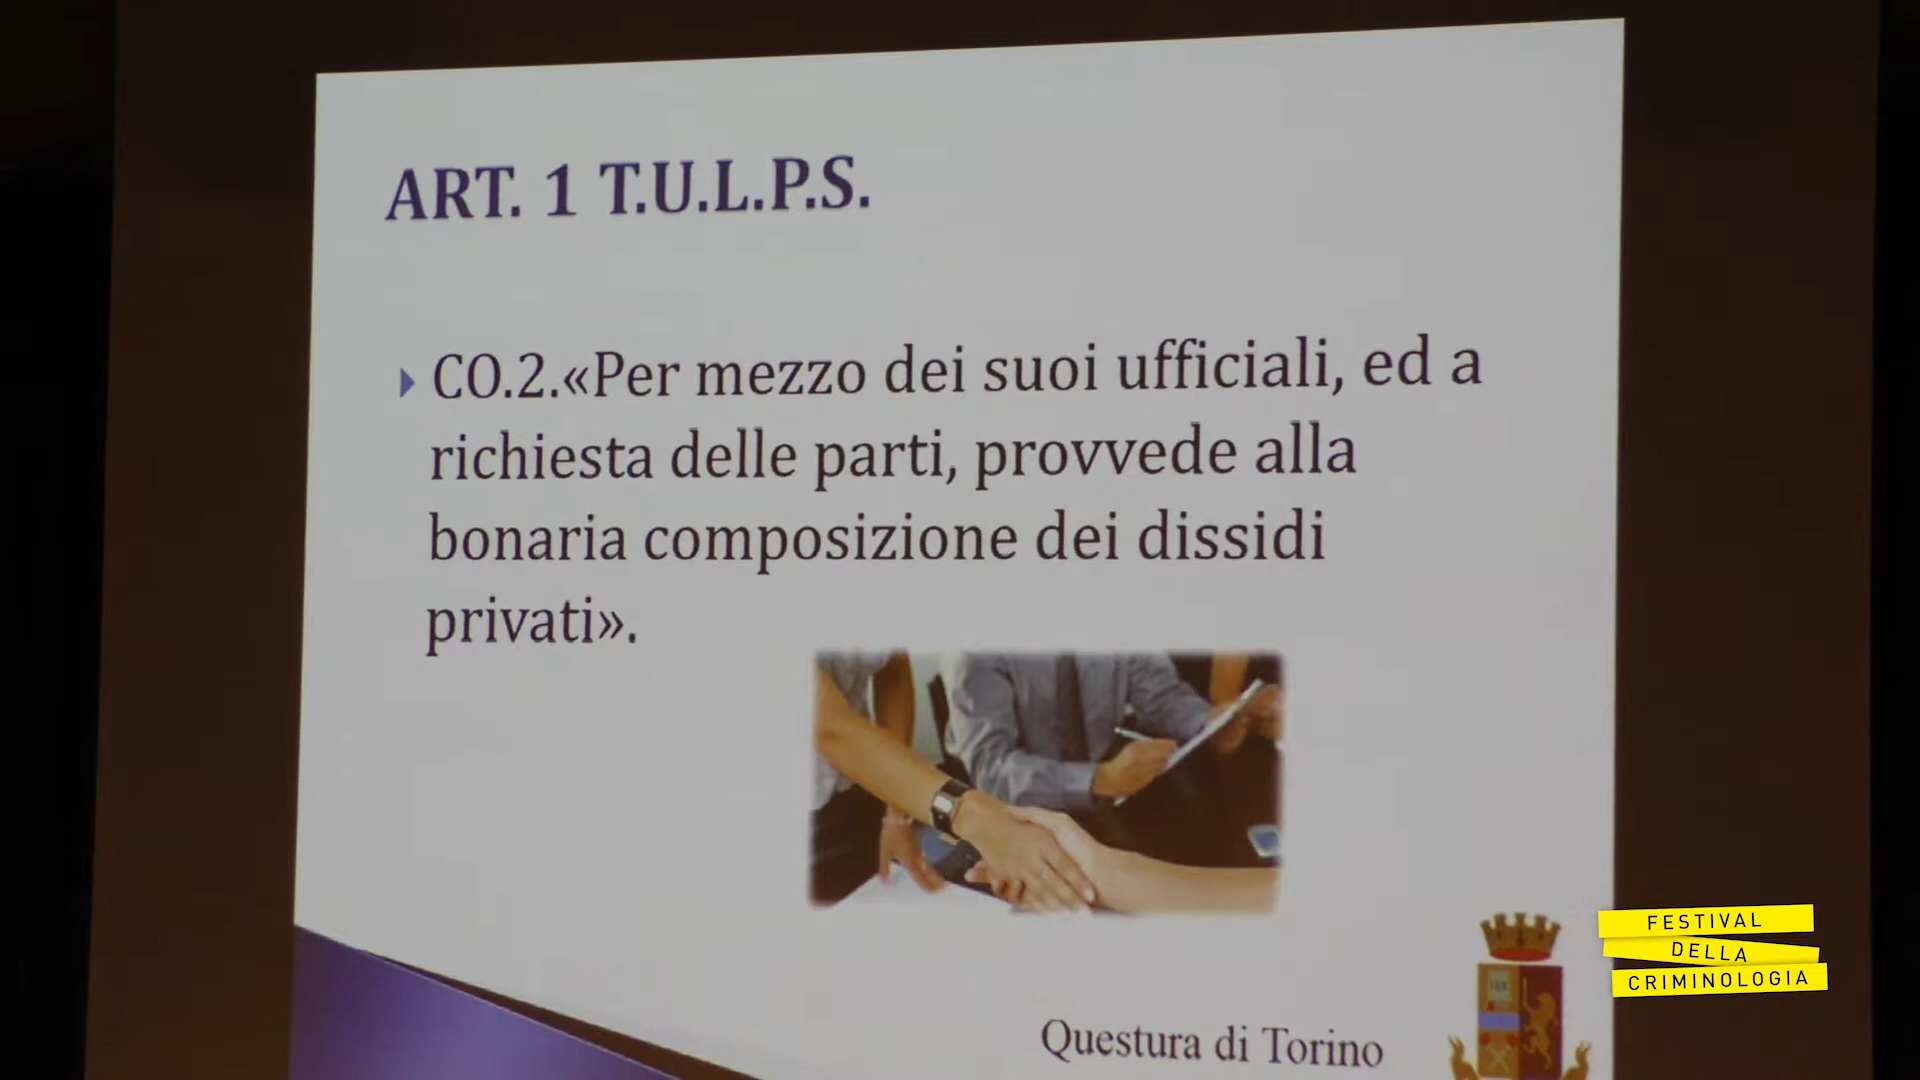 ART. 1 T.U.L.P.S.
CO.2.«Per mezzo dei suoi ufficiali, ed a
richiesta delle parti, provvede alla
bonaria composizione dei dissidi
privati».
Questura di Torino
FESTIVAL
DELLA
CRIMINOLOGIA